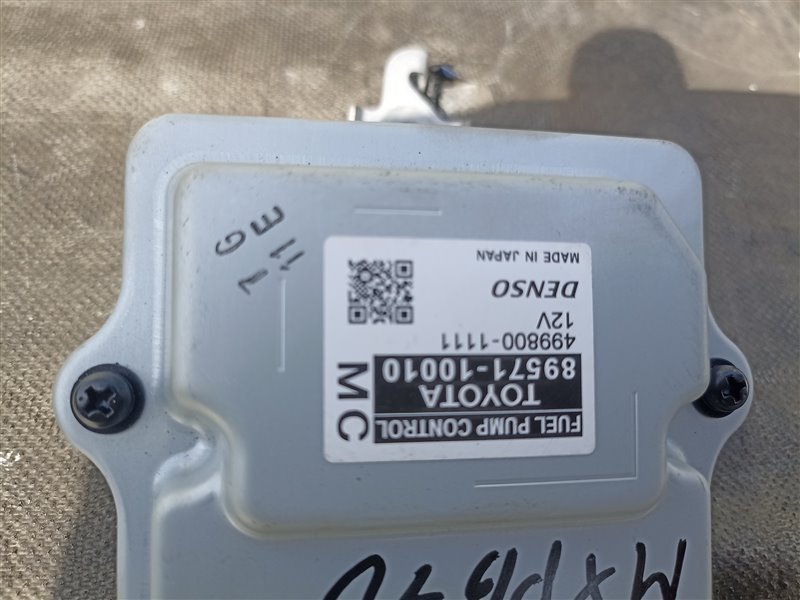 FUEL PUMP CONTROL
TOYOTA
89571-10010
MC
499800-1111
12V
DENSO
MADE IN JAPAN